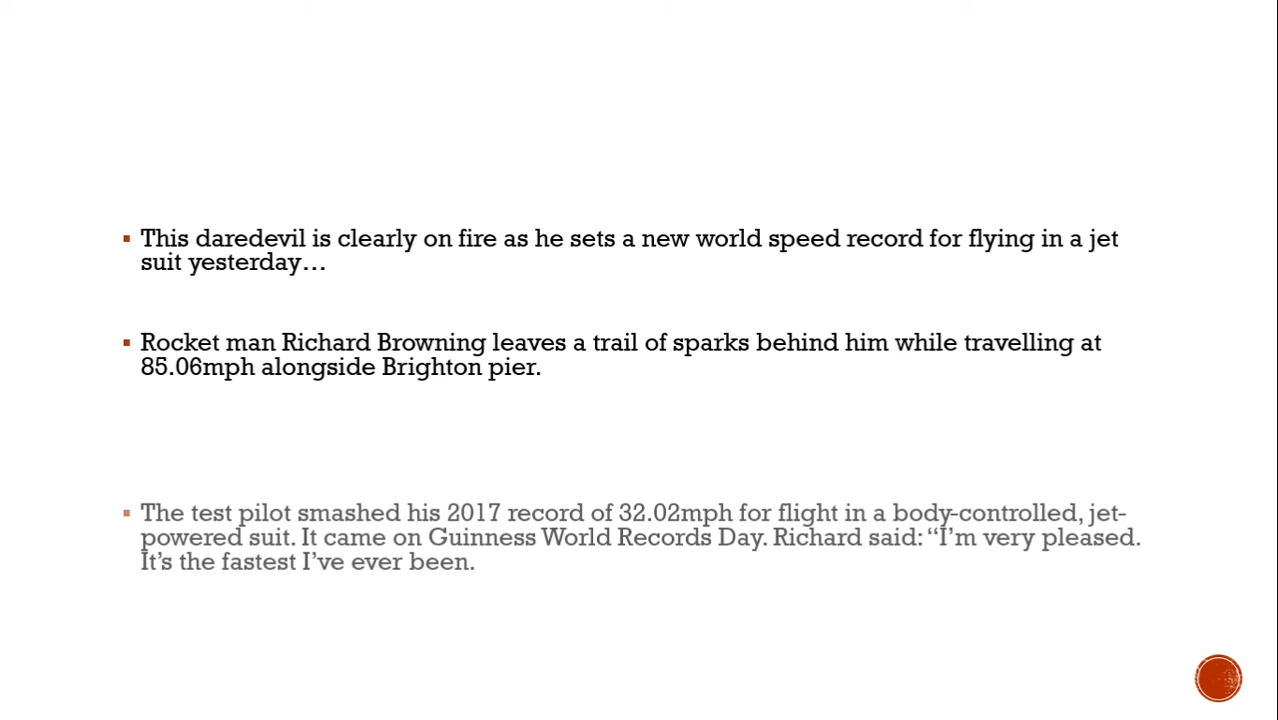 This daredevil is clearly on fire as he sets a new world speed record for flying in a jet
suit yesterday…
Rocket man Richard Browning leaves a trail of sparks behind him while travelling at
85.06mph alongside Brighton pier.
The test pilot smashed his 2017 record of 32.02mph for flight in a body-controlled, jet-
powered suit. It came on Guinness World Records Day. Richard said: “I’m very pleased.
It’s the fastest I’ve ever been.